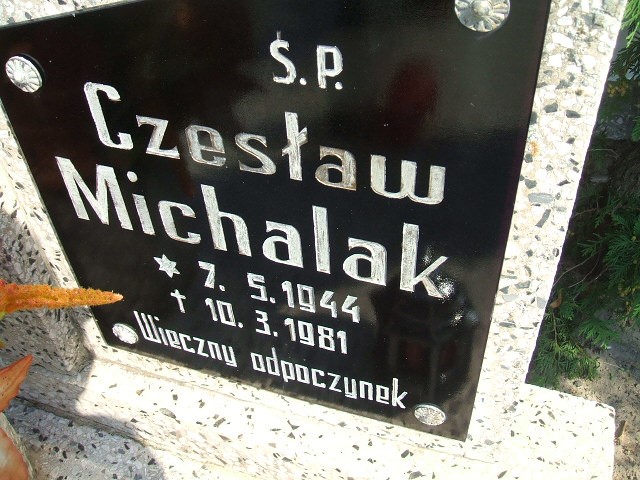 Ś.P.
Czesław
Michalak
* 7. 5. 1944
† 10. 3. 1981
Wieczny odpoczynek